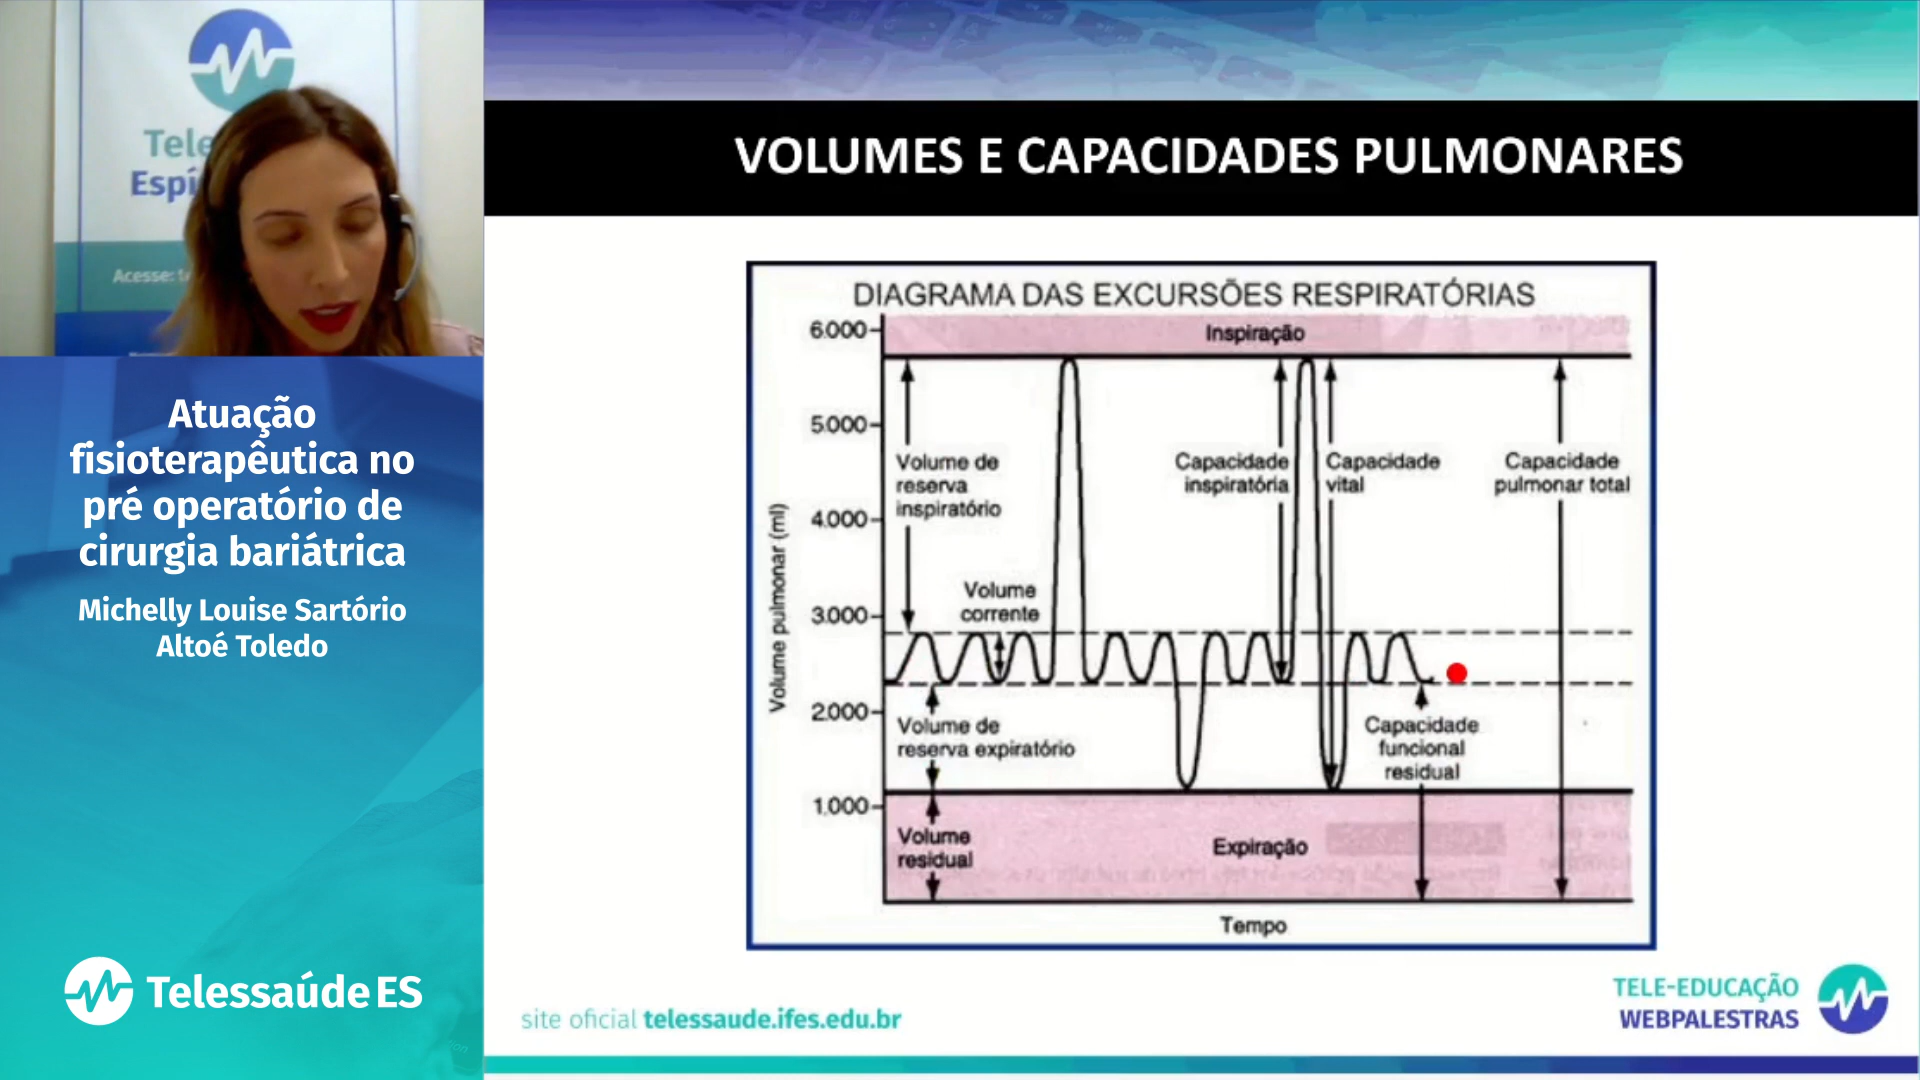 Tele
Espí
Acesse: t
Atuação
fisioterapêutica no
pré operatório de
cirurgia bariátrica
Michelly Louise Sartório
Altoé Toledo
TelessaúdeES
VOLUMES E CAPACIDADES PULMONARES
DIAGRAMA DAS EXCURSÕES RESPIRATÓRIAS
6.000
5.000
4.000
3.000
2.000
1.000
Volume pulmonar (ml)
Inspiração
Volume de
reserva
inspiratório
Volume
corrente
Capacidade
inspiratória
Capacidade
vital
Capacidade
pulmonar total
Volume de
reserva expiratório
Capacidade
funcional
residual
Volume
residual
Expiração
Tempo
site oficial telessaude.ifes.edu.br
TELE-EDUCAÇÃO
WEBPALESTRAS